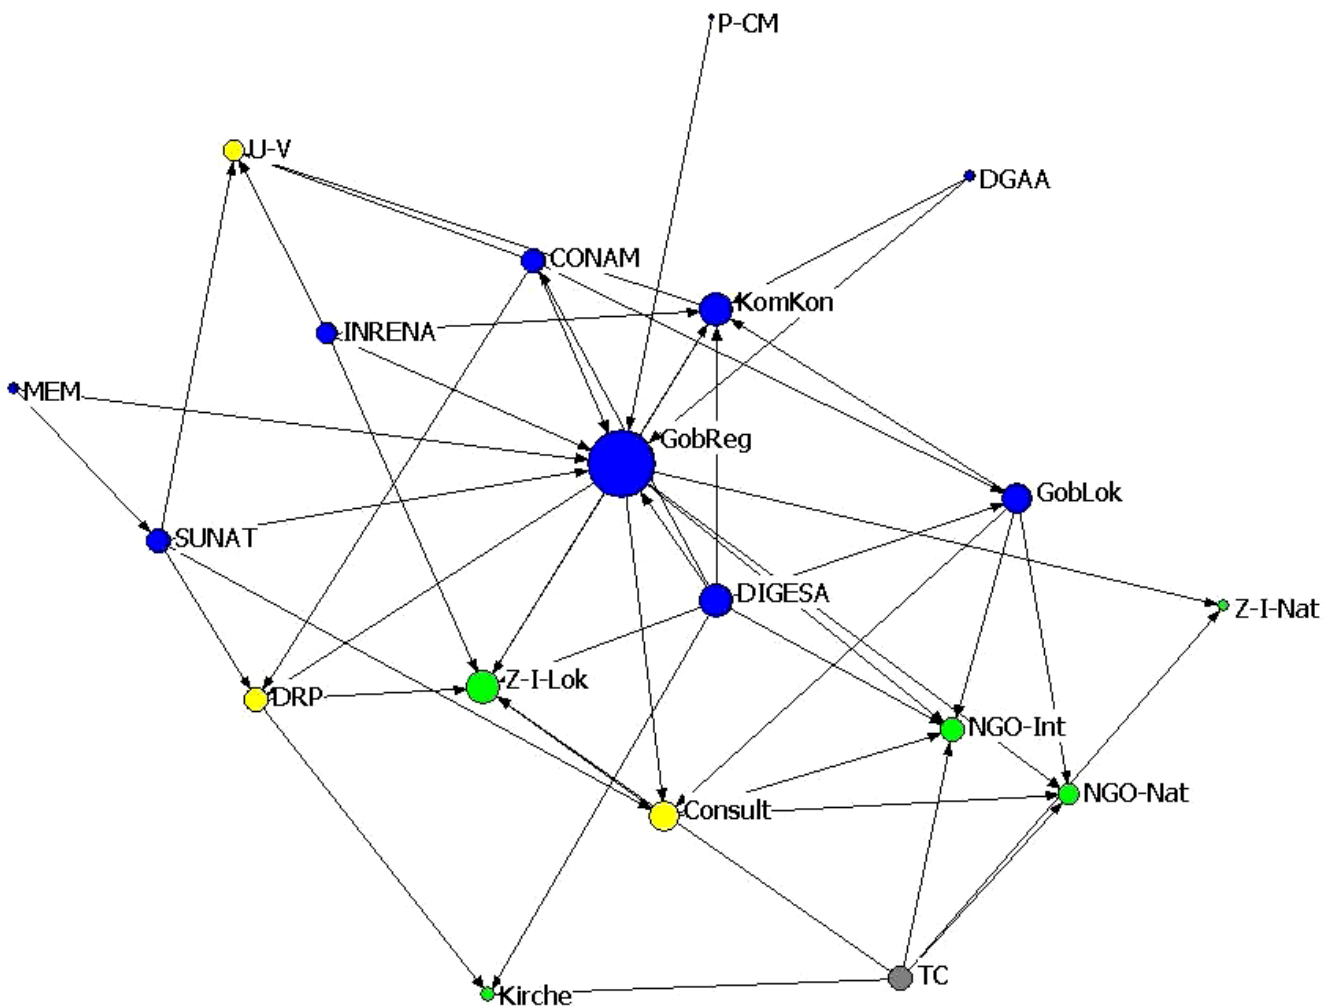 P-CM
U-V
DGAA
CONAM
KomKon
INRENA
MEM
GobReg
GobLok
SUNAT
DIGESA
Z-I-Nat
Z-I-Lok
DRP
NGO-Int
NGO-Nat
Consult
TC
Kirche